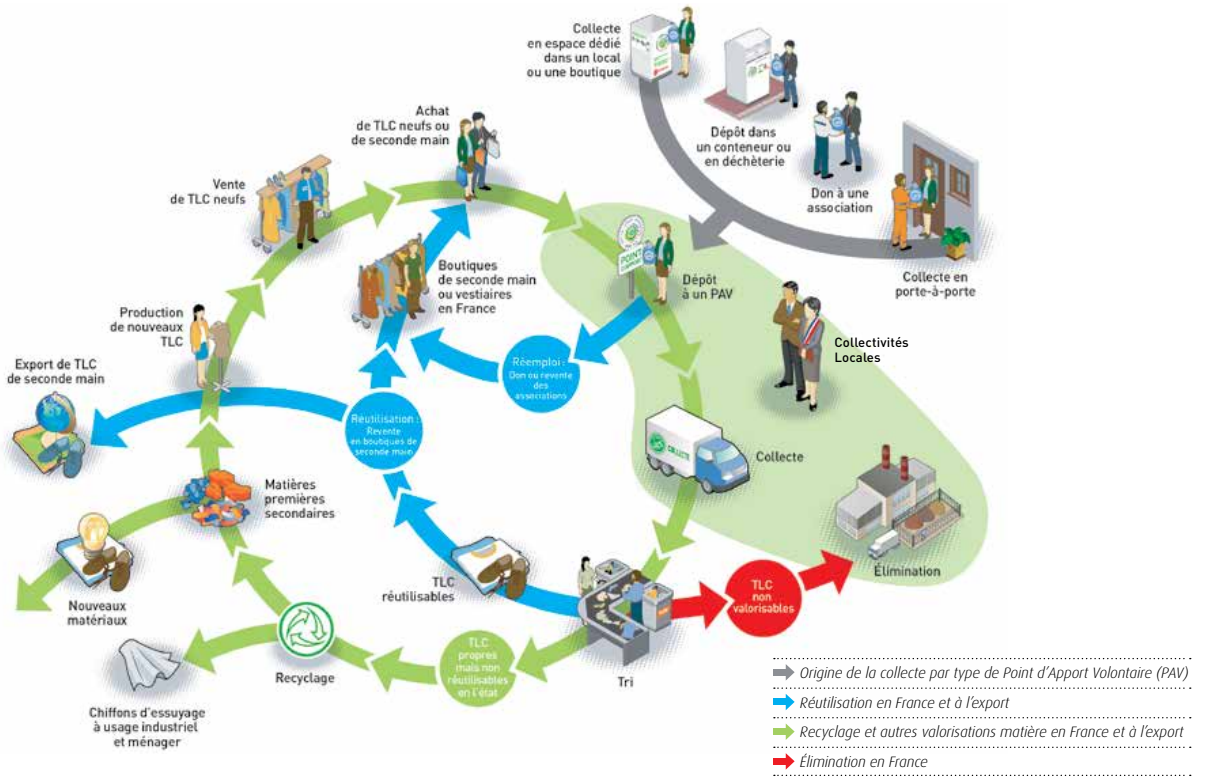 Collecte
en espace dédié
dans un local
ou une boutique
Dépôt dans
un conteneur ou
en déchèterie
Don à une
association
Collecte en
porte-à-porte
Achat
de TLC neufs ou
de seconde main
Vente
de TLC neufs
Boutiques
de seconde main
ou vestiaires
en France
POINT
Dépôt
à un PAV
Production
de nouveaux
TLC
Collectivités
Locales
Réemploi :
Don ou revente
des
associations
Export de TLC
de seconde main
Réutilisation :
Revente
en boutiques de
seconde main
COLLECTE
Collecte
Matières
premières
secondaires
Élimination
TLC
réutilisables
TLC
non
valorisables
Nouveaux
matériaux
Recyclage
TLC
propres
mais non
réutilisables
en l'état
Tri
Chiffons d'essuyage
à usage industriel
et ménager
Origine de la collecte par type de Point d'Apport Volontaire (PAV)
Réutilisation en France et à l'export
Recyclage et autres valorisations matière en France et à l'export
Élimination en France